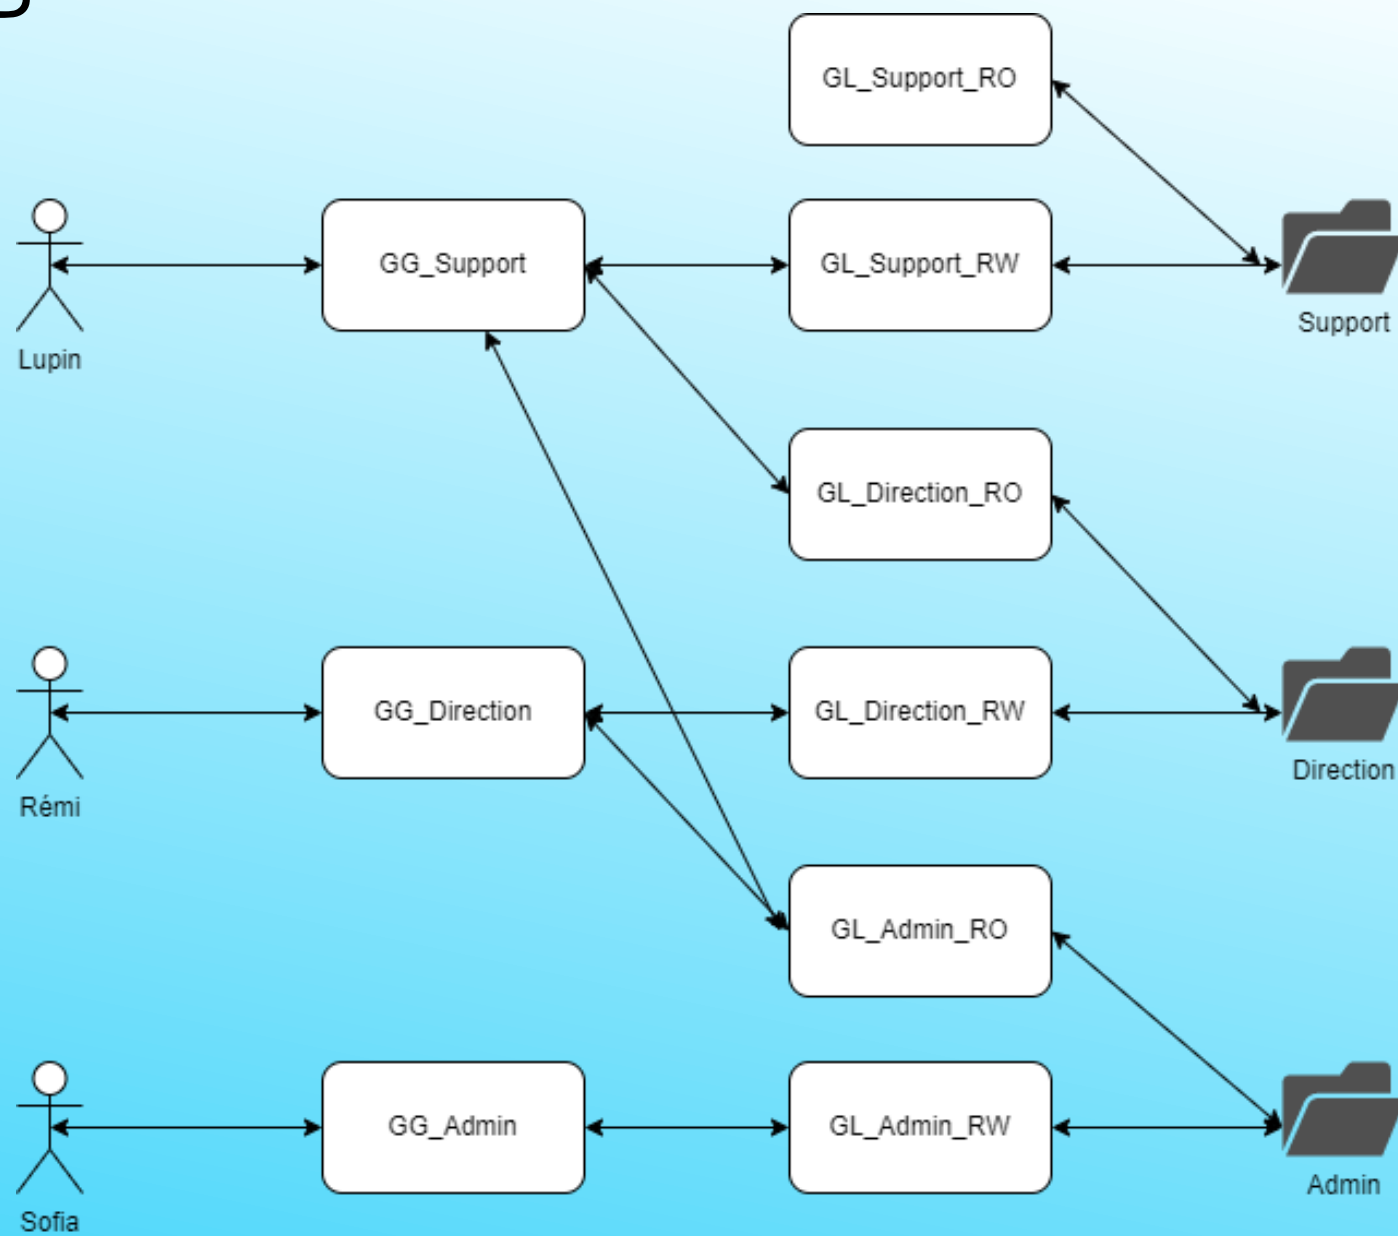 GL_Support_RO
GG_Support
GL_Support_RW
Support
Lupin
GL_Direction_RO
GG_Direction
GL_Direction_RW
Direction
Rémi
GL_Admin_RO
GG_Admin
GL_Admin_RW
Admin
Sofia